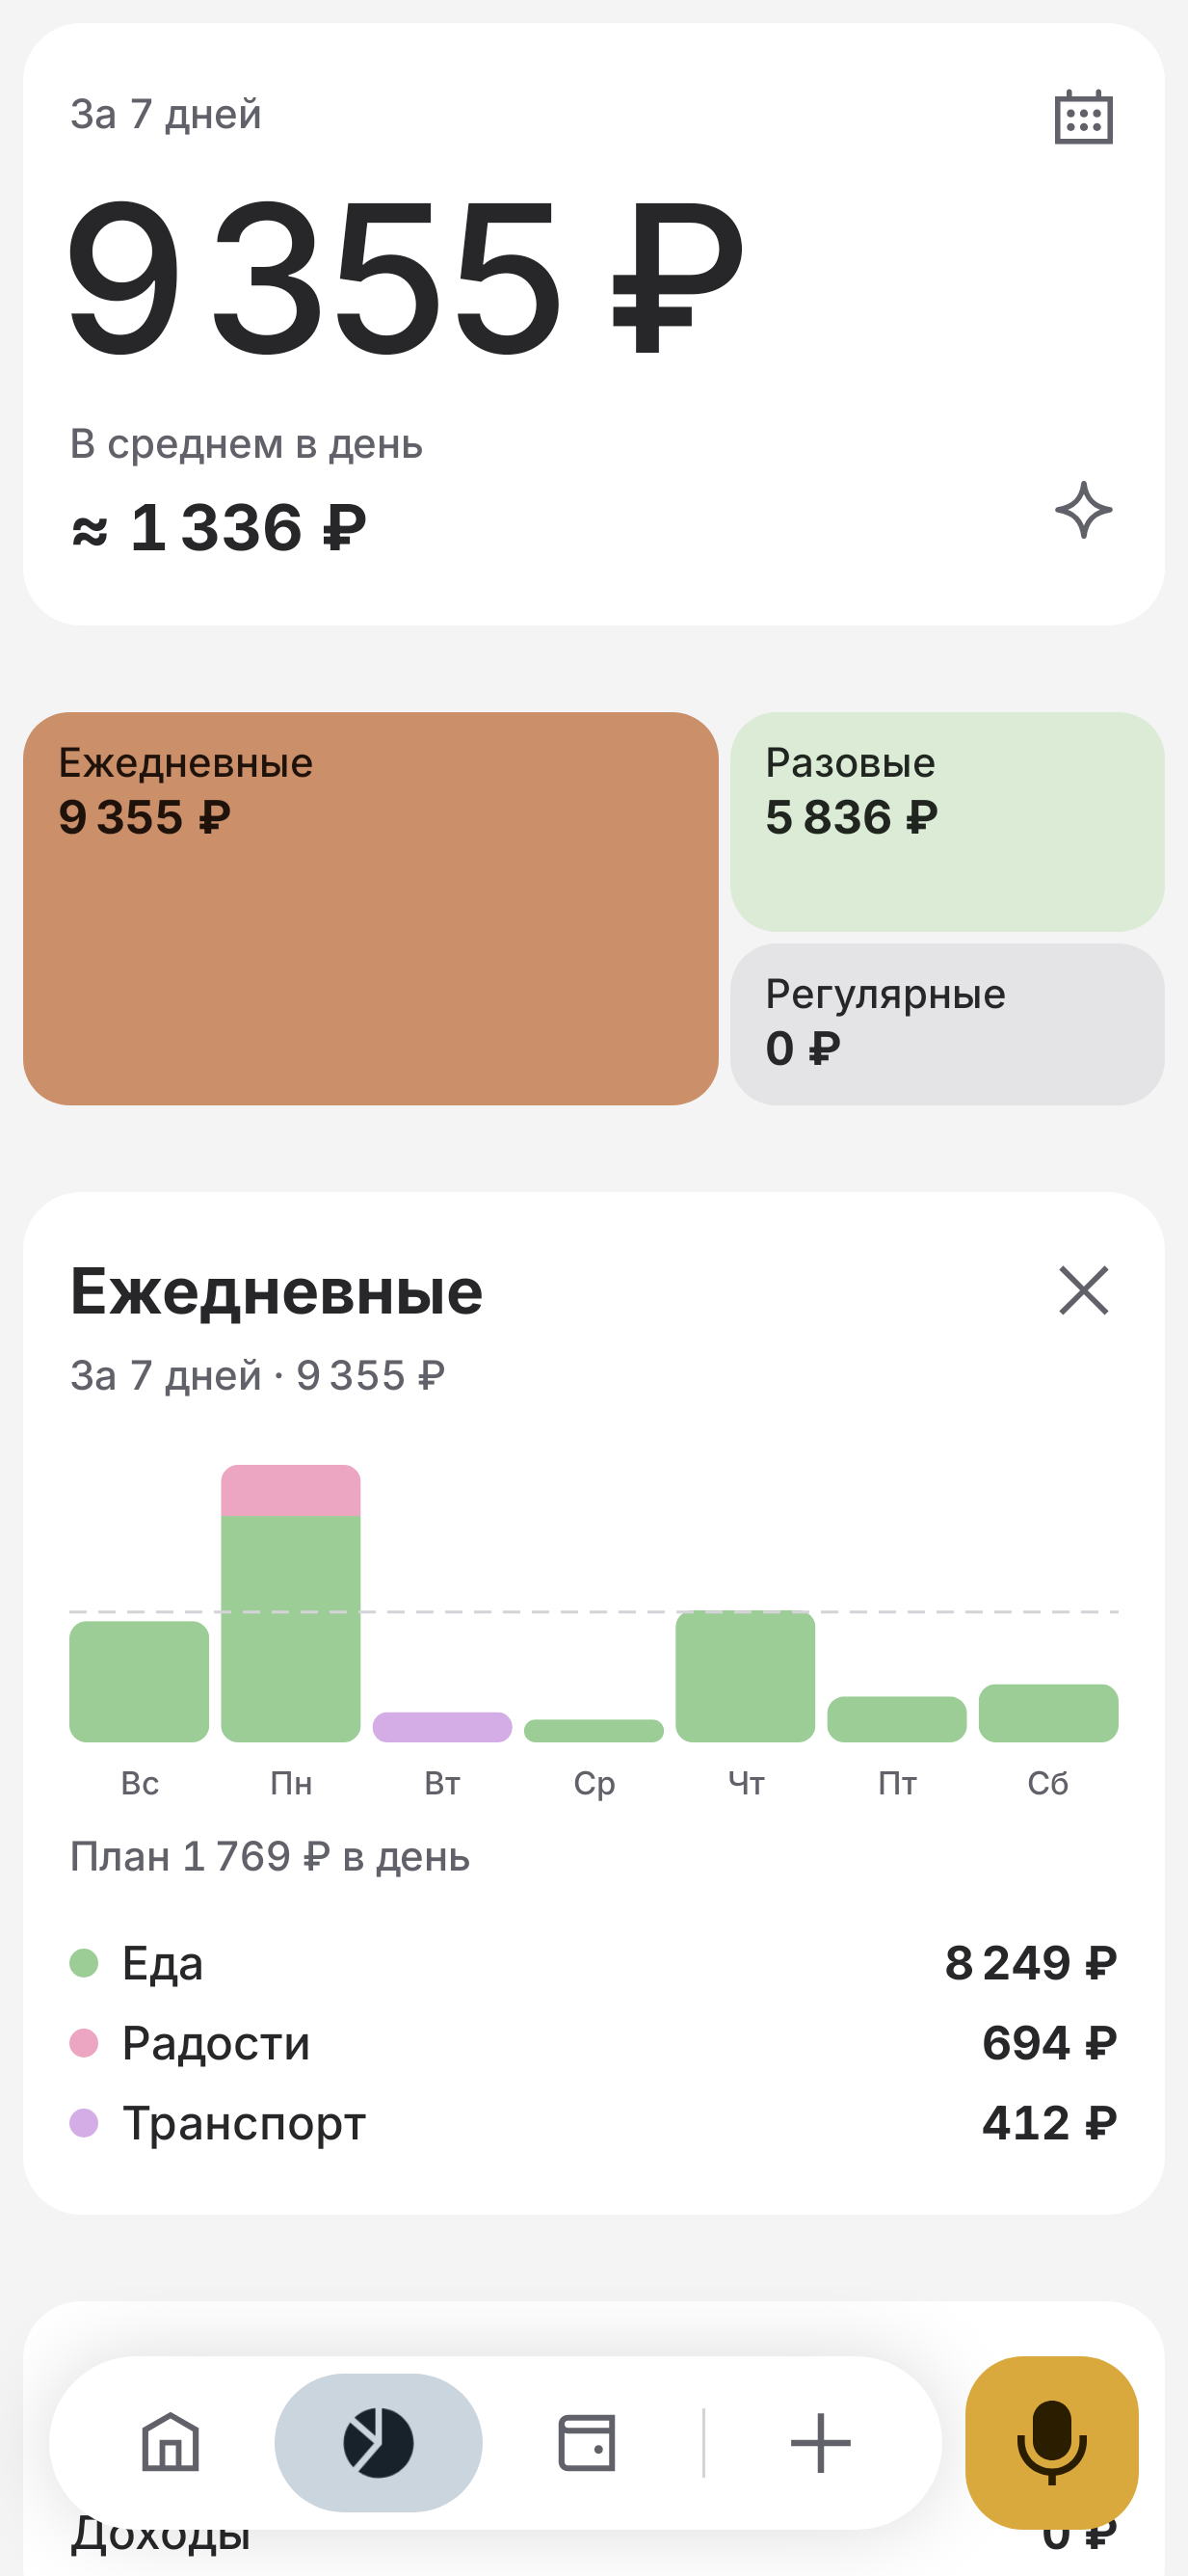 За 7 дней
9 355 ₽
В среднем в день
≈ 1 336 ₽
Ежедневные
9 355 ₽
Разовые
5 836 ₽
Регулярные
0 ₽
Ежедневные
За 7 дней · 9 355 ₽
Вс Пн Вт Ср Чт Пт Сб
План 1 769 ₽ в день
Еда 8 249 ₽
Радости 694 ₽
Транспорт 412 ₽
Доходы 0 ₽